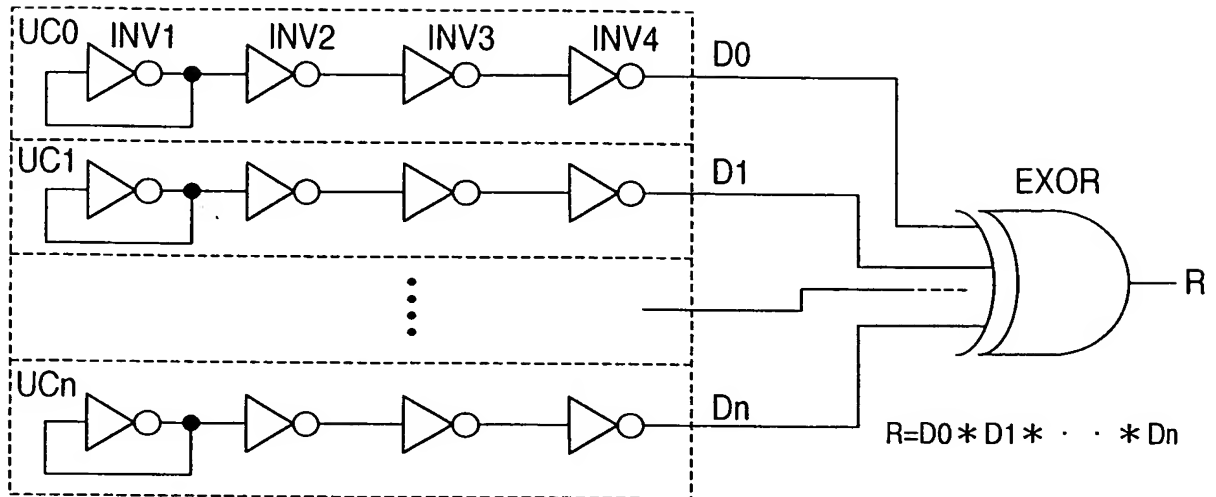 UC0 INV1 INV2 INV3 INV4 D0
UC1 D1
EXOR
R
UCn Dn
R=D0*D1* · · *Dn